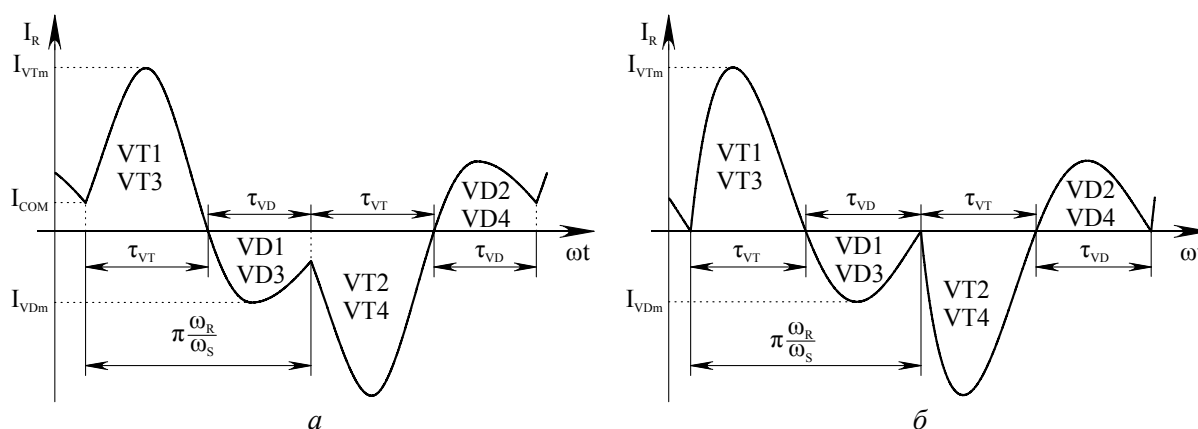 I_R
I_VTm
VT1
VT3
I_COM
τ_VD
τ_VT
VD2
VD4
VD1
VD3
τ_VT
τ_VD
ωt
VT2
VT4
I_VDm
π ω_R/ω_S
а
I_R
I_VTm
VT1
VT3
τ_VD
τ_VT
VD2
VD4
VD1
VD3
τ_VT
τ_VD
ωt
VT2
VT4
I_VDm
π ω_R/ω_S
б